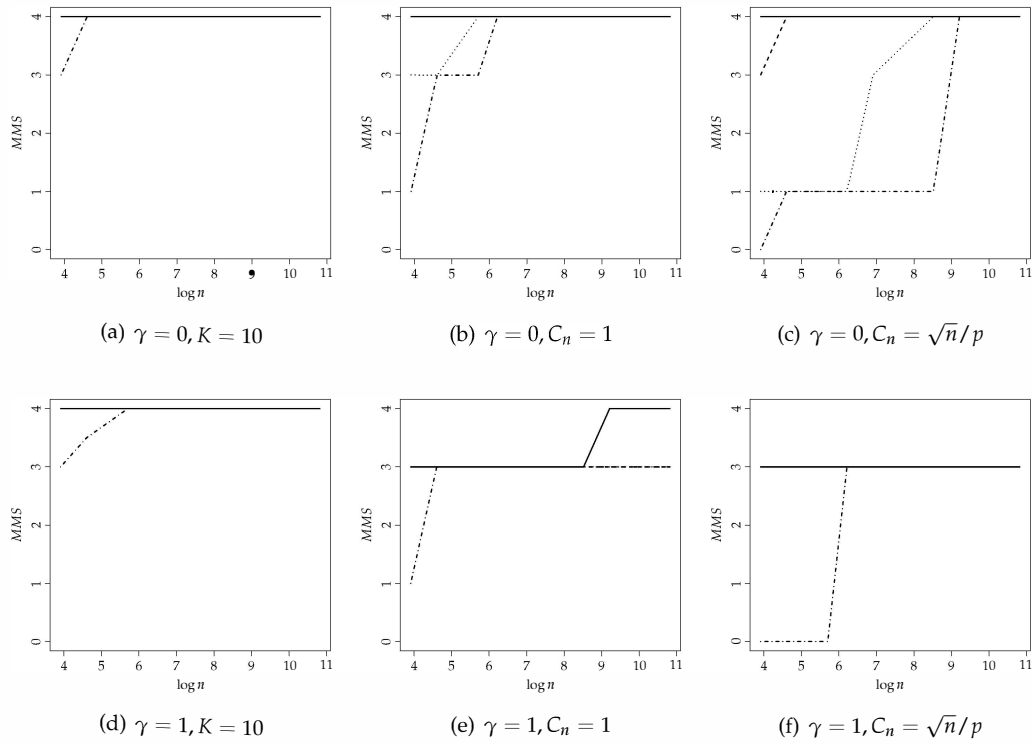 MMS
0 1 2 3 4
4 5 6 7 8 9 10 11
log n
(a) γ = 0, K = 10
MMS
0 1 2 3 4
4 5 6 7 8 9 10 11
log n
(b) γ = 0, C_n = 1
MMS
0 1 2 3 4
4 5 6 7 8 9 10 11
log n
(c) γ = 0, C_n = √n/p
MMS
0 1 2 3 4
4 5 6 7 8 9 10 11
log n
(d) γ = 1, K = 10
MMS
0 1 2 3 4
4 5 6 7 8 9 10 11
log n
(e) γ = 1, C_n = 1
MMS
0 1 2 3 4
4 5 6 7 8 9 10 11
log n
(f) γ = 1, C_n = √n/p